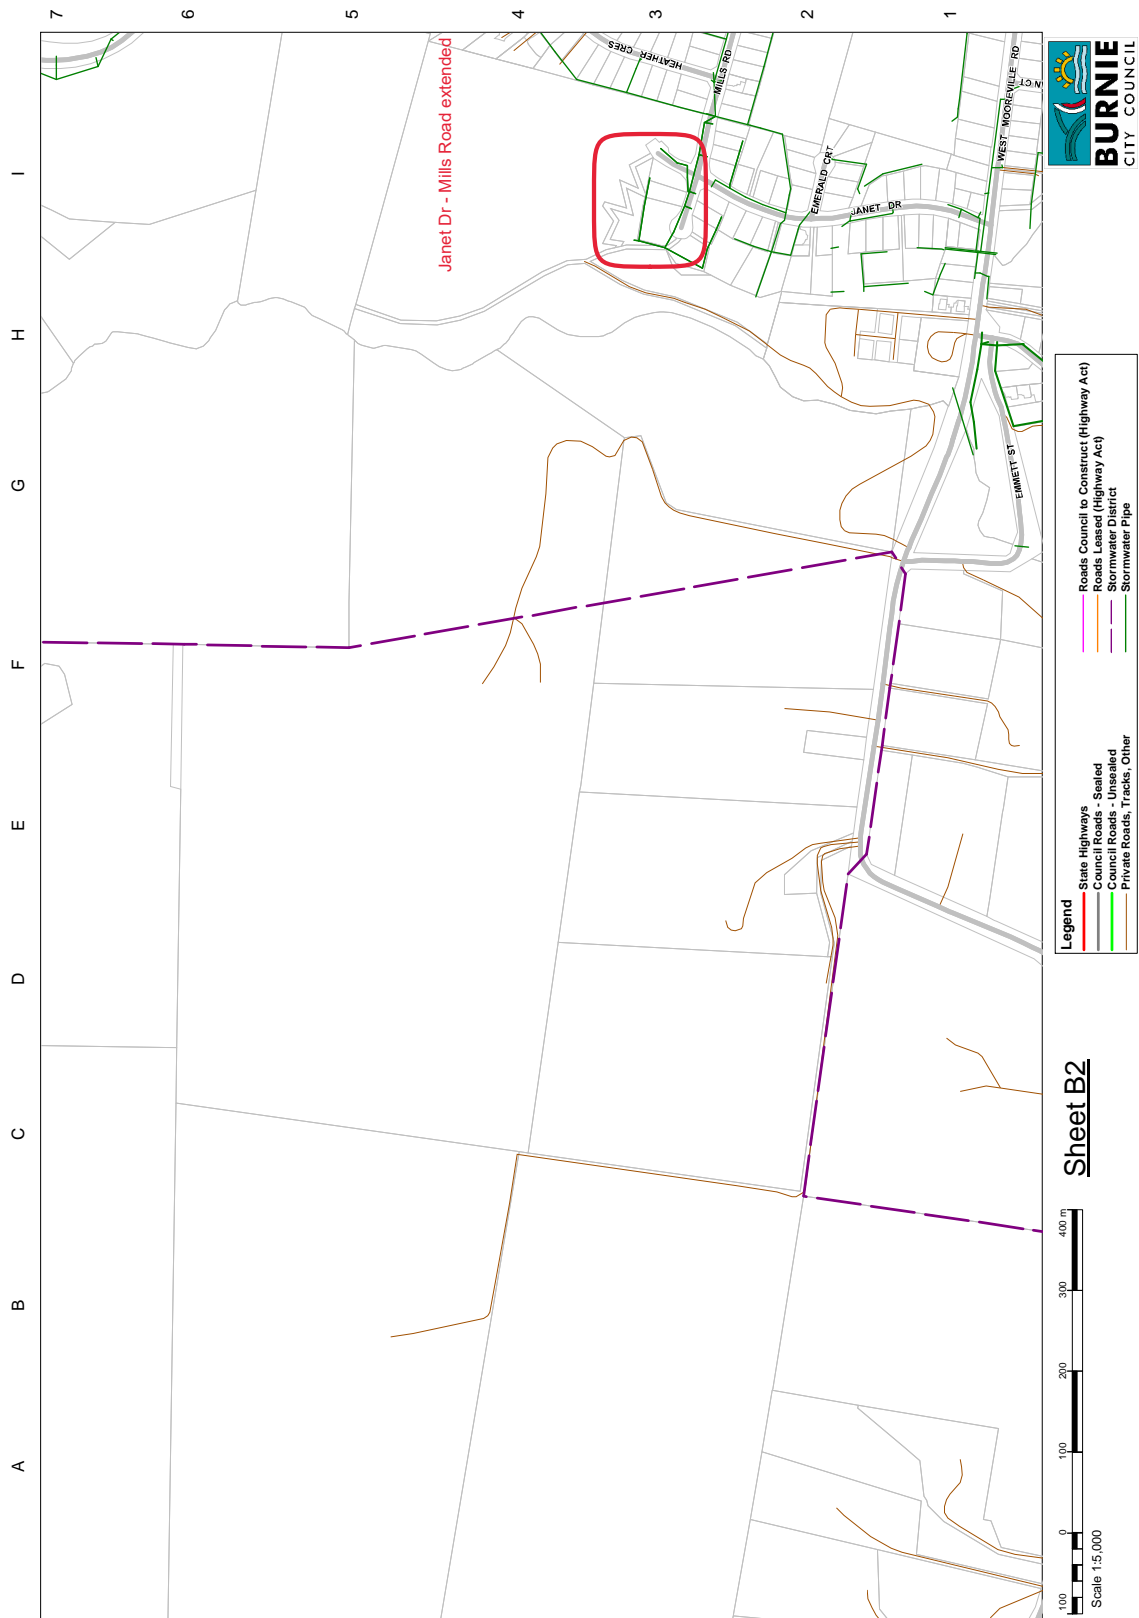 7
6
5
4
3
2
1
A
B
C
D
E
F
G
H
I
Janet Dr - Mills Road extended
HEATHER CRES
MILLS RD
EMERALD CRT
JANET DR
WEST MOOREVILLE RD
N CT
EMMETT ST
BURNIE
CITY COUNCIL
Legend
State Highways
Council Roads - Sealed
Council Roads - Unsealed
Private Roads, Tracks, Other
Roads Council to Construct (Highway Act)
Roads Leased (Highway Act)
Stormwater District
Stormwater Pipe
Sheet B2
100 0 100 200 300 400 m
Scale 1:5,000